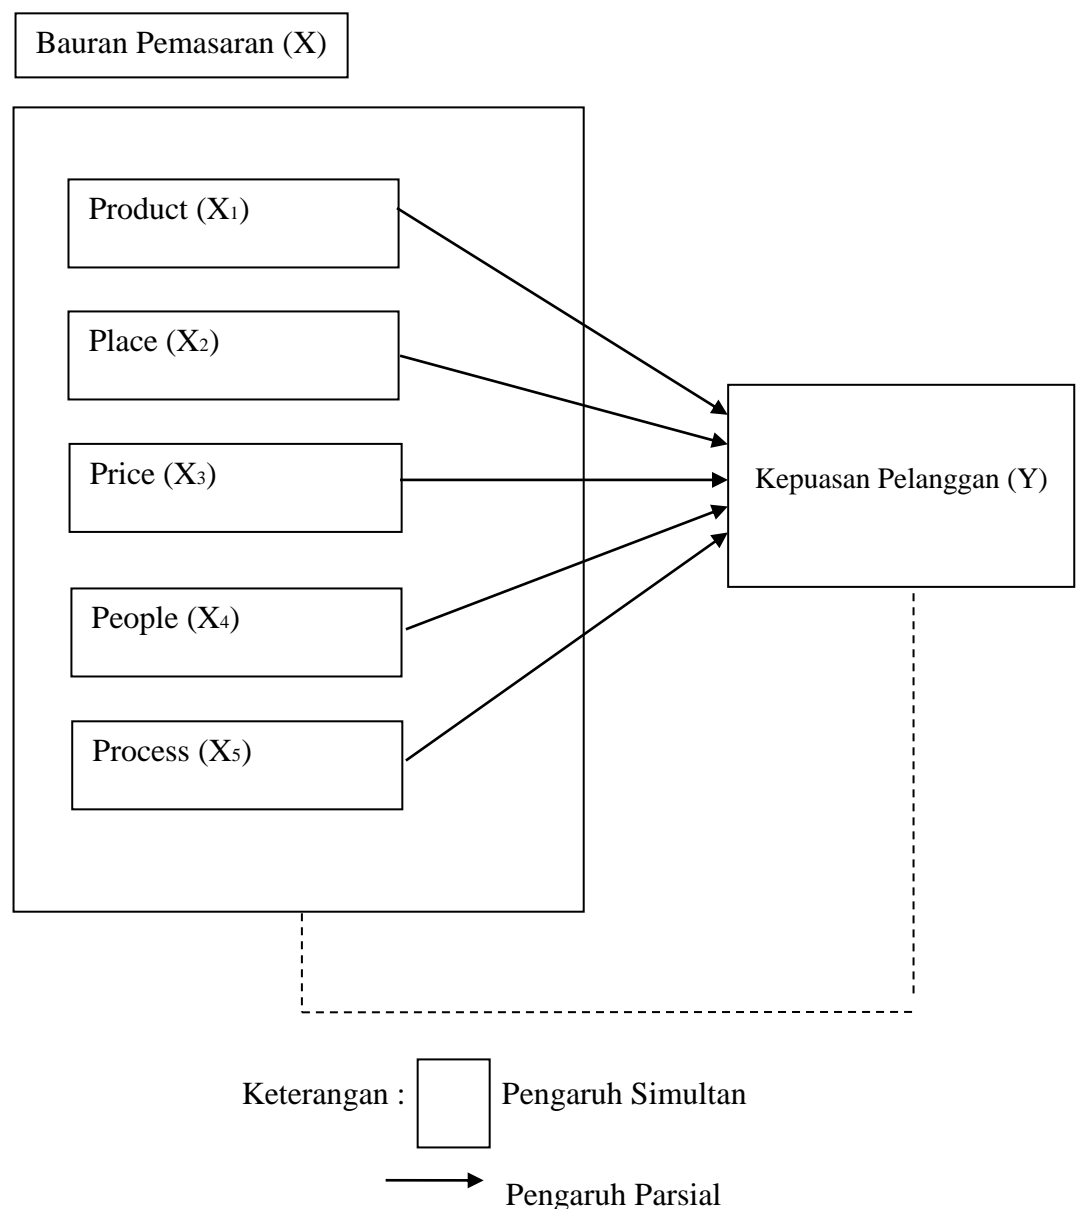 Bauran Pemasaran (X)
Product (X₁)
Place (X₂)
Price (X₃)
People (X₄)
Process (X₅)
Kepuasan Pelanggan (Y)
Keterangan :
Pengaruh Simultan
Pengaruh Parsial